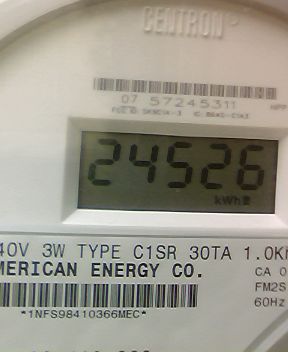 CENTRON
07 57245311
24526
kWh
40V 3W TYPE C1SR 30TA 1.0K
MERICAN ENERGY CO.
CA 0
FM2S
60Hz
*1NFS98410366MEC*